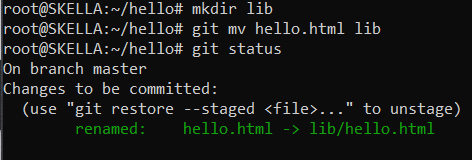 root@SKELLA:~/hello# mkdir lib
root@SKELLA:~/hello# git mv hello.html lib
root@SKELLA:~/hello# git status
On branch master
Changes to be committed:
  (use "git restore --staged <file>..." to unstage)
        renamed:    hello.html -> lib/hello.html